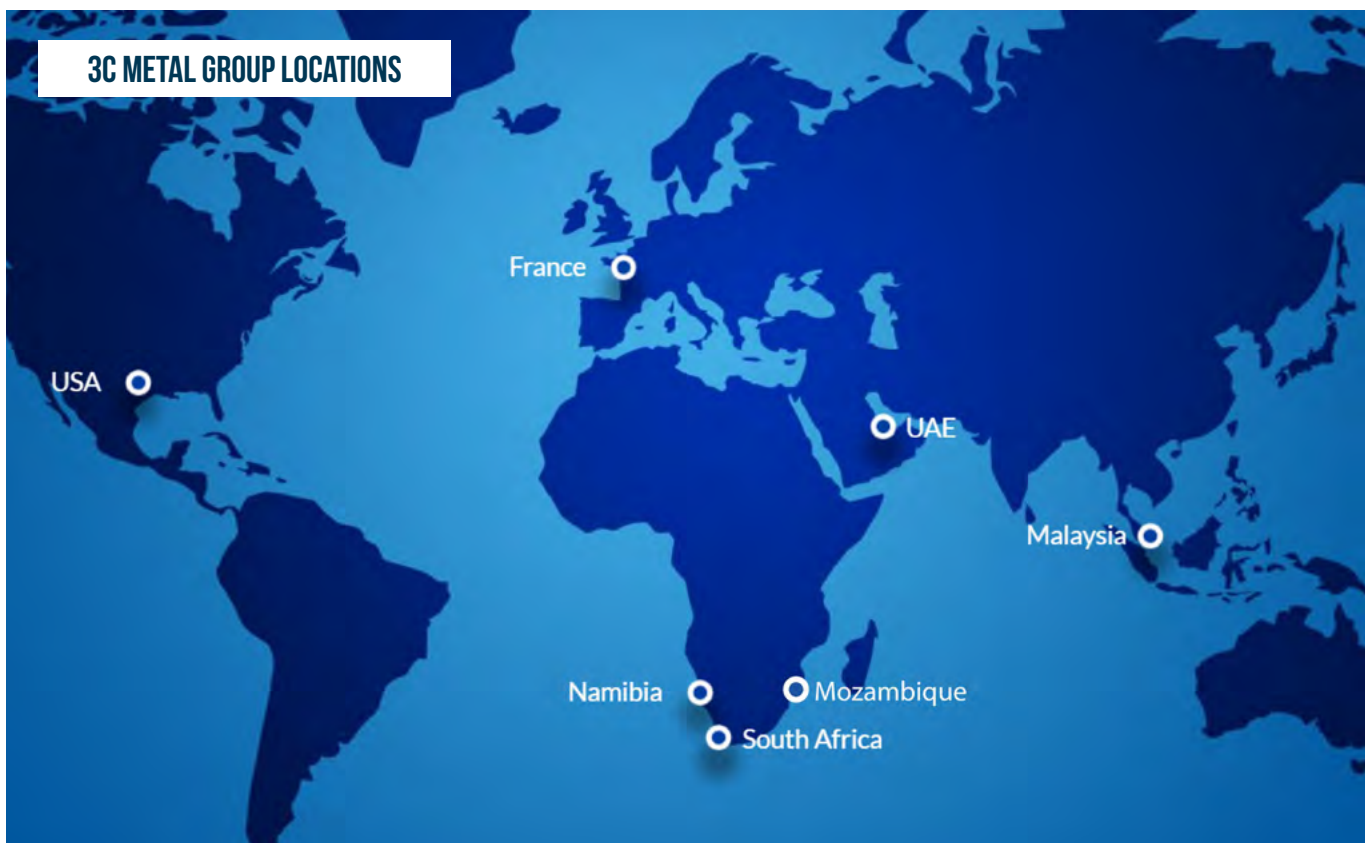 3C METAL GROUP LOCATIONS
France
USA
UAE
Malaysia
Namibia
Mozambique
South Africa